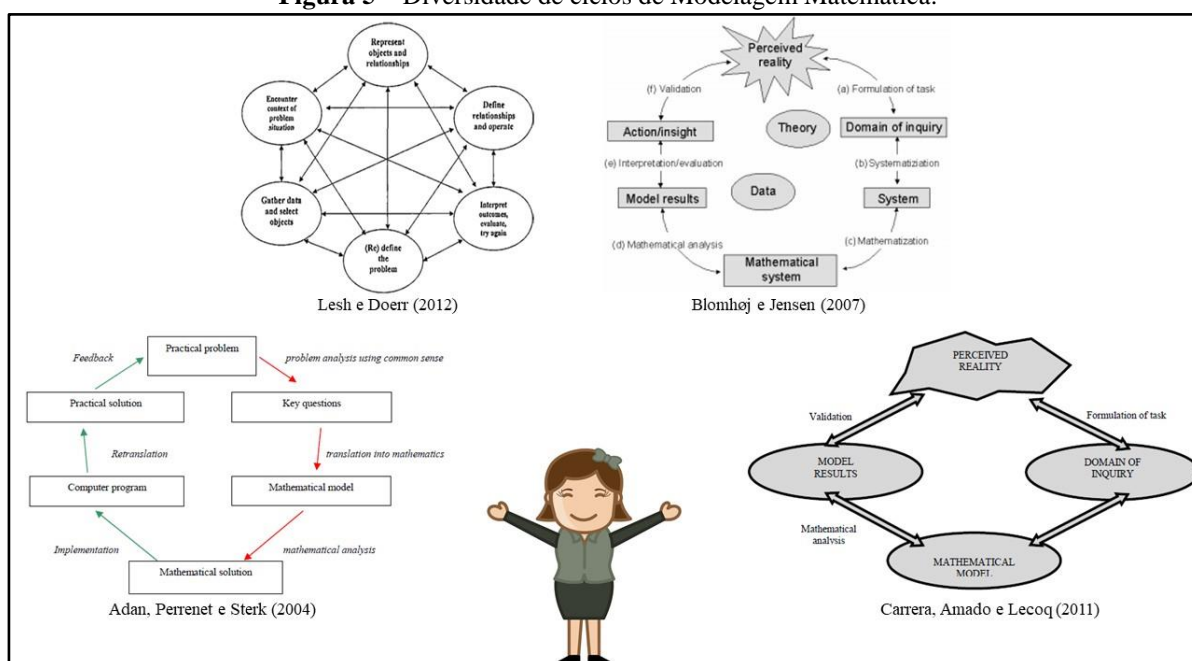 Figura 5 – Diversidade de ciclos de Modelagem Matemática.
Represent
objects and
relationships
Encounter
context of
problem
situation
Define
relationships
and operate
Gather data
and select
objects
Interpret
outcomes,
evaluate,
try again
(Re) define
the
problem
Lesh e Doerr (2012)
Perceived
reality
(f) Validation
(a) Formulation of task
Action/insight
Theory
Domain of inquiry
(e) Interpretation/evaluation
(b) Systematiziation
Model results
Data
System
(d) Mathematical analysis
(c) Mathematization
Mathematical
system
Blomhøj e Jensen (2007)
Practical problem
Feedback
problem analysis using common sense
Practical solution
Key questions
Retranslation
translation into mathematics
Computer program
Mathematical model
Implementation
mathematical analysis
Mathematical solution
Adan, Perrenet e Sterk (2004)
PERCEIVED
REALITY
Validation
Formulation of task
MODEL
RESULTS
DOMAIN OF
INQUIRY
Mathematical
analysis
MATHEMATICAL
MODEL
Carrera, Amado e Lecoq (2011)